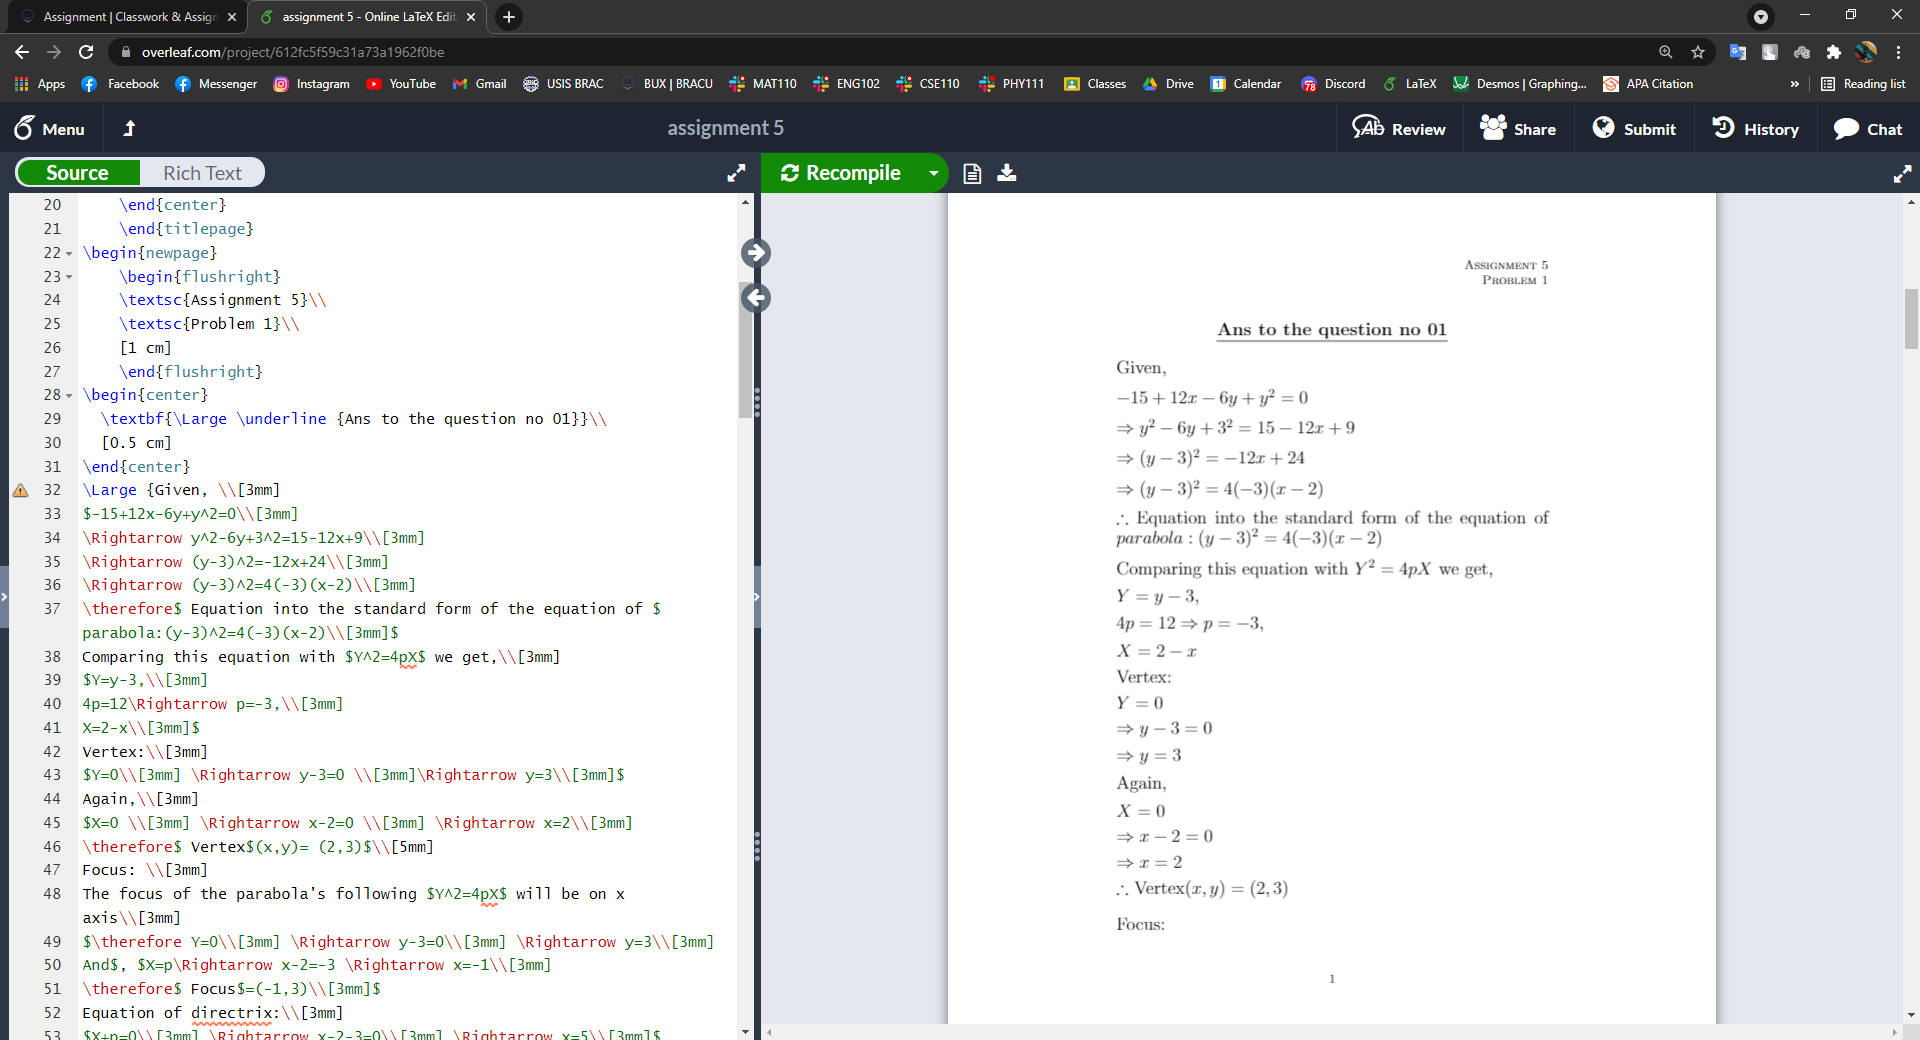 Assignment | Classwork & Assign
assignment 5 - Online LaTeX Edit
overleaf.com/project/612fc5f59c31a73a1962f0be
Apps Facebook Messenger Instagram YouTube Gmail USIS BRAC BUX | BRACU MAT110 ENG102 CSE110 PHY111 Classes Drive Calendar Discord LaTeX Desmos | Graphing... APA Citation » Reading list
Menu
assignment 5
Review Share Submit History Chat
Source Rich Text
Recompile
20 \end{center}
21 \end{titlepage}
22 \begin{newpage}
23 \begin{flushright}
24 \textsc{Assignment 5}\\
25 \textsc{Problem 1}\\
26 [1 cm]
27 \end{flushright}
28 \begin{center}
29 \textbf{\Large \underline {Ans to the question no 01}}\\
30 [0.5 cm]
31 \end{center}
32 \Large {Given, \\[3mm]
33 $-15+12x-6y+y^2=0\\[3mm]
34 \Rightarrow y^2-6y+3^2=15-12x+9\\[3mm]
35 \Rightarrow (y-3)^2=-12x+24\\[3mm]
36 \Rightarrow (y-3)^2=4(-3)(x-2)\\[3mm]
37 \therefore$ Equation into the standard form of the equation of $
parabola:(y-3)^2=4(-3)(x-2)\\[3mm]$
38 Comparing this equation with $Y^2=4pX$ we get,\\[3mm]
39 $Y=y-3,\\[3mm]
40 4p=12\Rightarrow p=-3,\\[3mm]
41 X=2-x\\[3mm]$
42 Vertex:\\[3mm]
43 $Y=0\\[3mm] \Rightarrow y-3=0 \\[3mm]\Rightarrow y=3\\[3mm]$
44 Again,\\[3mm]
45 $X=0 \\[3mm] \Rightarrow x-2=0 \\[3mm] \Rightarrow x=2\\[3mm]
46 \therefore$ Vertex$(x,y)= (2,3)$\\[5mm]
47 Focus: \\[3mm]
48 The focus of the parabola's following $Y^2=4pX$ will be on x
axis\\[3mm]
49 $\therefore Y=0\\[3mm] \Rightarrow y-3=0\\[3mm] \Rightarrow y=3\\[3mm]
50 And$, $X=p\Rightarrow x-2=-3 \Rightarrow x=-1\\[3mm]
51 \therefore$ Focus$=(-1,3)\\[3mm]$
52 Equation of directrix:\\[3mm]
53 $X+p=0\\[3mm] \Rightarrow x-2-3=0\\[3mm] \Rightarrow x=5\\[3mm]$
Assignment 5
Problem 1
Ans to the question no 01
Given,
−15 + 12x − 6y + y² = 0
⇒ y² − 6y + 3² = 15 − 12x + 9
⇒ (y − 3)² = −12x + 24
⇒ (y − 3)² = 4(−3)(x − 2)
∴ Equation into the standard form of the equation of
parabola : (y − 3)² = 4(−3)(x − 2)
Comparing this equation with Y² = 4pX we get,
Y = y − 3,
4p = 12 ⇒ p = −3,
X = 2 − x
Vertex:
Y = 0
⇒ y − 3 = 0
⇒ y = 3
Again,
X = 0
⇒ x − 2 = 0
⇒ x = 2
∴ Vertex(x, y) = (2, 3)
Focus:
1